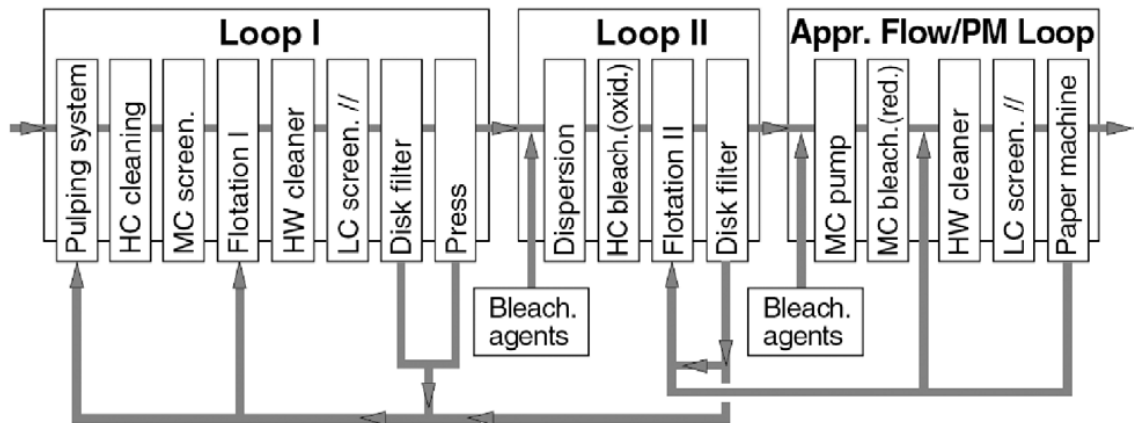 Loop I
Pulping system
HC cleaning
MC screen.
Flotation I
HW cleaner
LC screen. //
Disk filter
Press
Loop II
Dispersion
HC bleach.(oxid.)
Flotation II
Disk filter
Appr. Flow/PM Loop
MC pump
MC bleach.(red.)
HW cleaner
LC screen. //
Paper machine
Bleach.
agents
Bleach.
agents